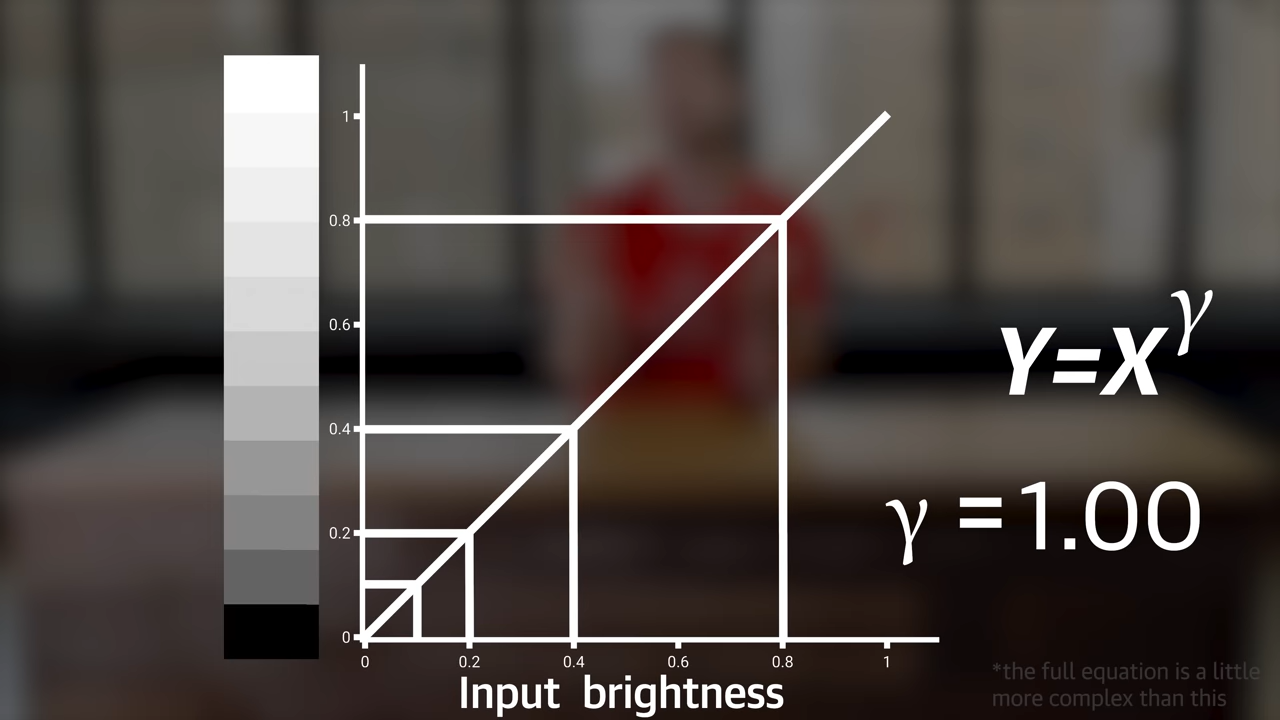 1
0.8
0.6
0.4
0.2
0
0 0.2 0.4 0.6 0.8 1
Input brightness
Y=X^γ
γ =1.00
*the full equation is a little
more complex than this